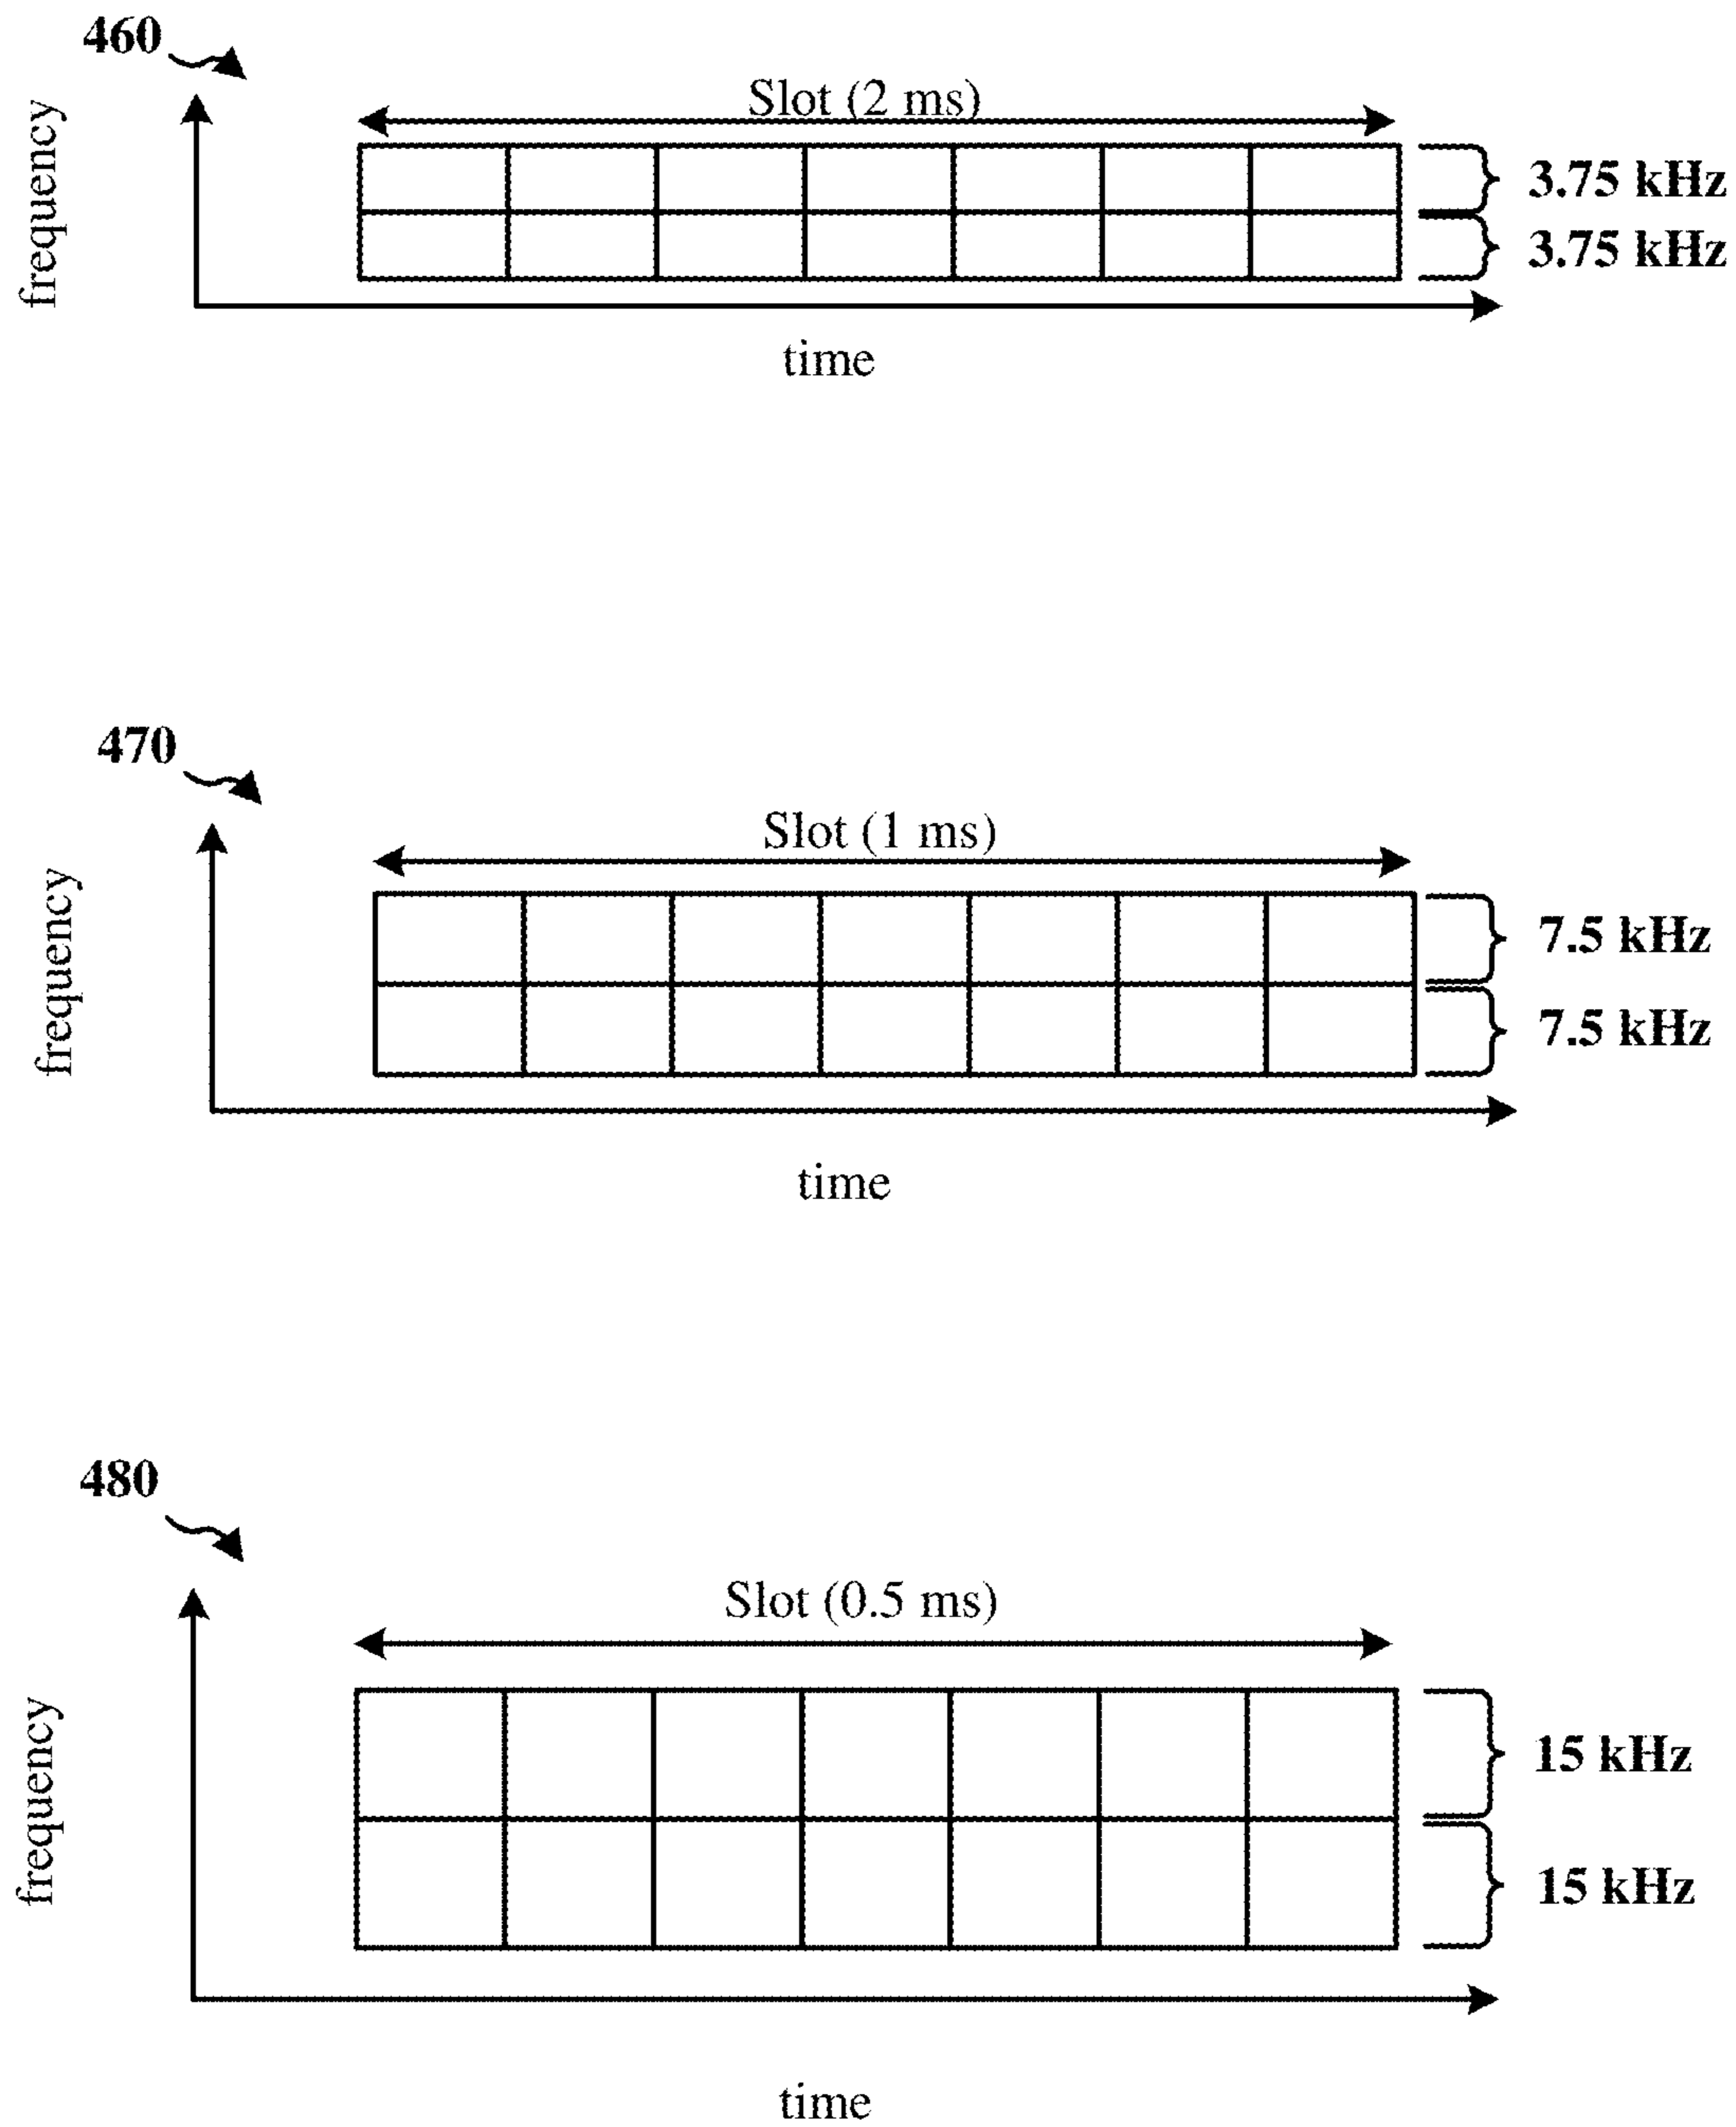 460
Slot (2 ms)
frequency
3.75 kHz
3.75 kHz
time
470
Slot (1 ms)
frequency
7.5 kHz
7.5 kHz
time
480
Slot (0.5 ms)
frequency
15 kHz
15 kHz
time